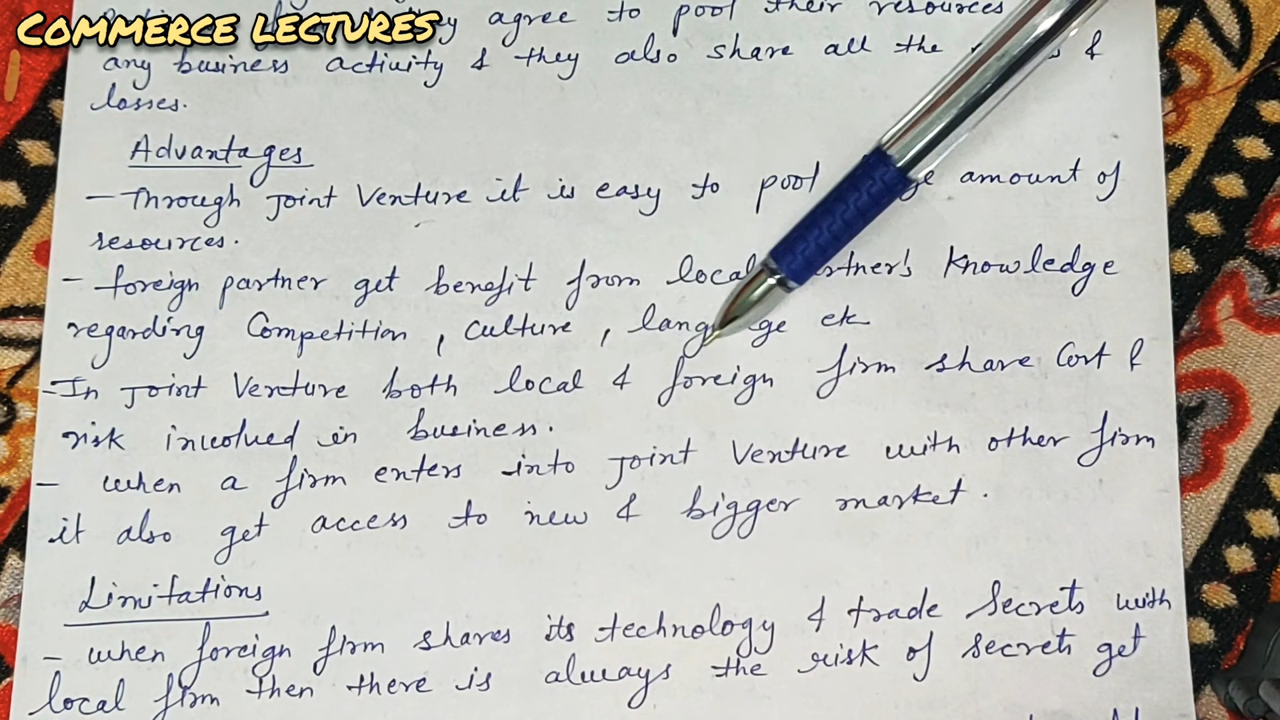 COMMERCE LECTURES
agree to pool their resources
any business activity & they also share all the &
losses.
Advantages
- Through Joint Venture it is easy to pool amount of
resources.
- foreign partner get benefit from local Knowledge
regarding Competition, culture, etc
- In Joint Venture both local & foreign firm share Cost &
risk involved in business.
- when a firm enters into Joint Venture with other firm
it also get access to new & bigger market.
Limitations
- when foreign firm shares its technology & trade Secrets with
local firm then there is always the risk of secrets get